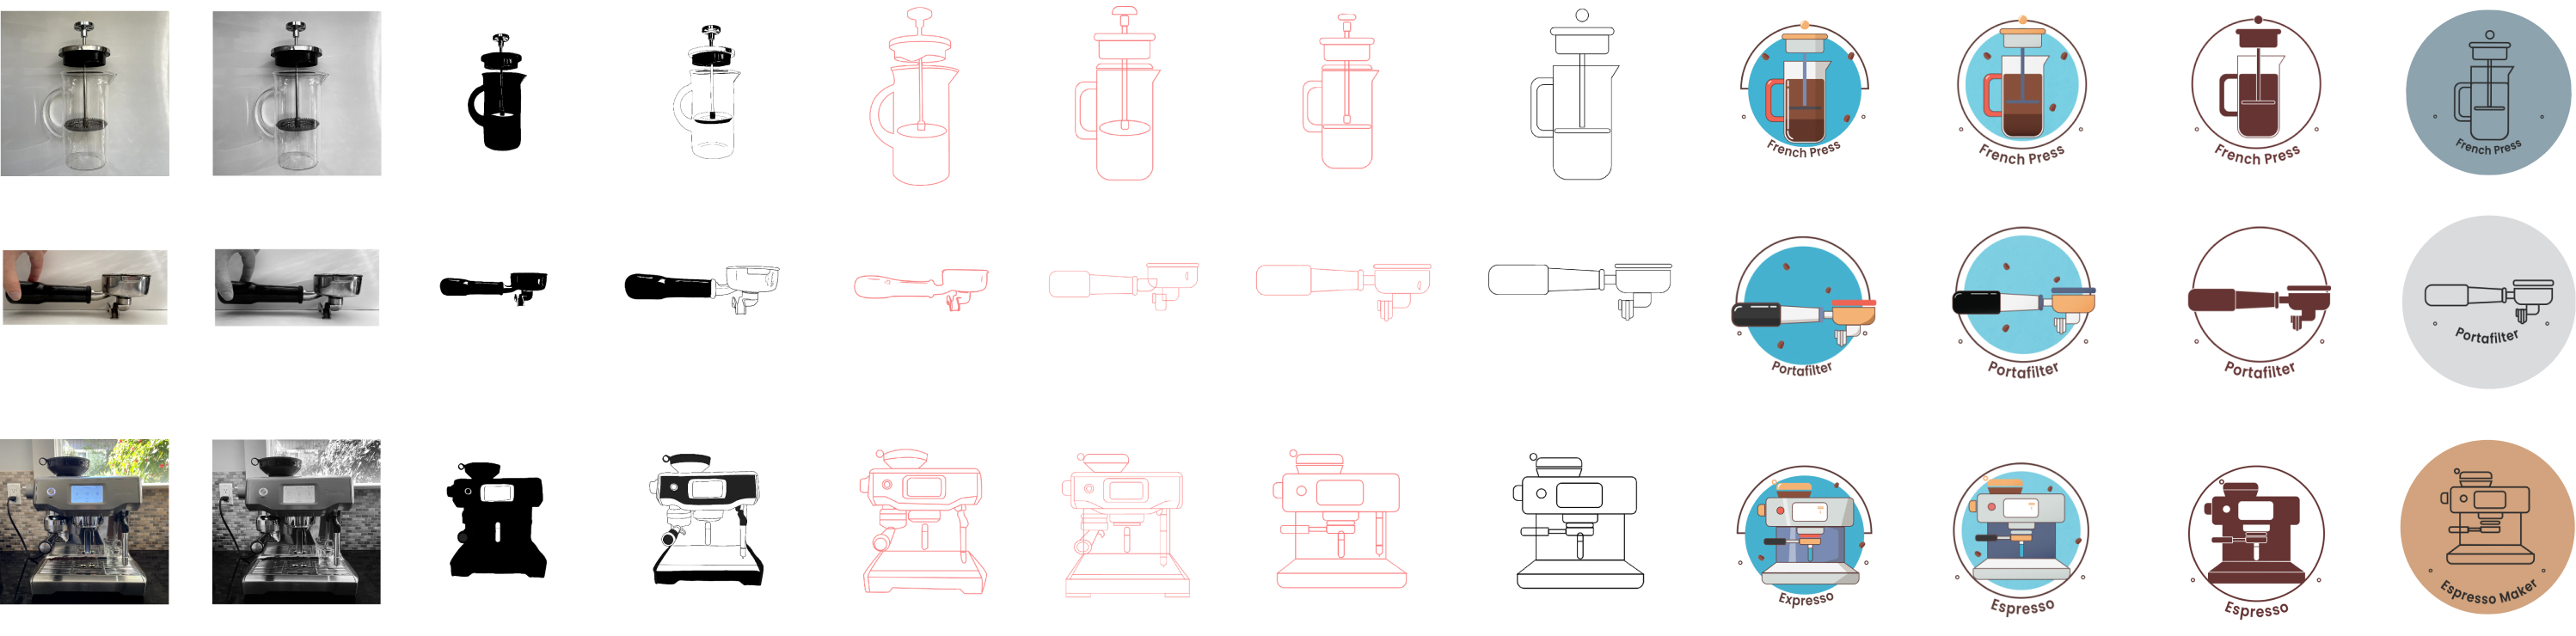 French Press
French Press
French Press
French Press
Portafilter
Portafilter
Portafilter
Portafilter
Expresso
Espresso
Espresso
Espresso Maker